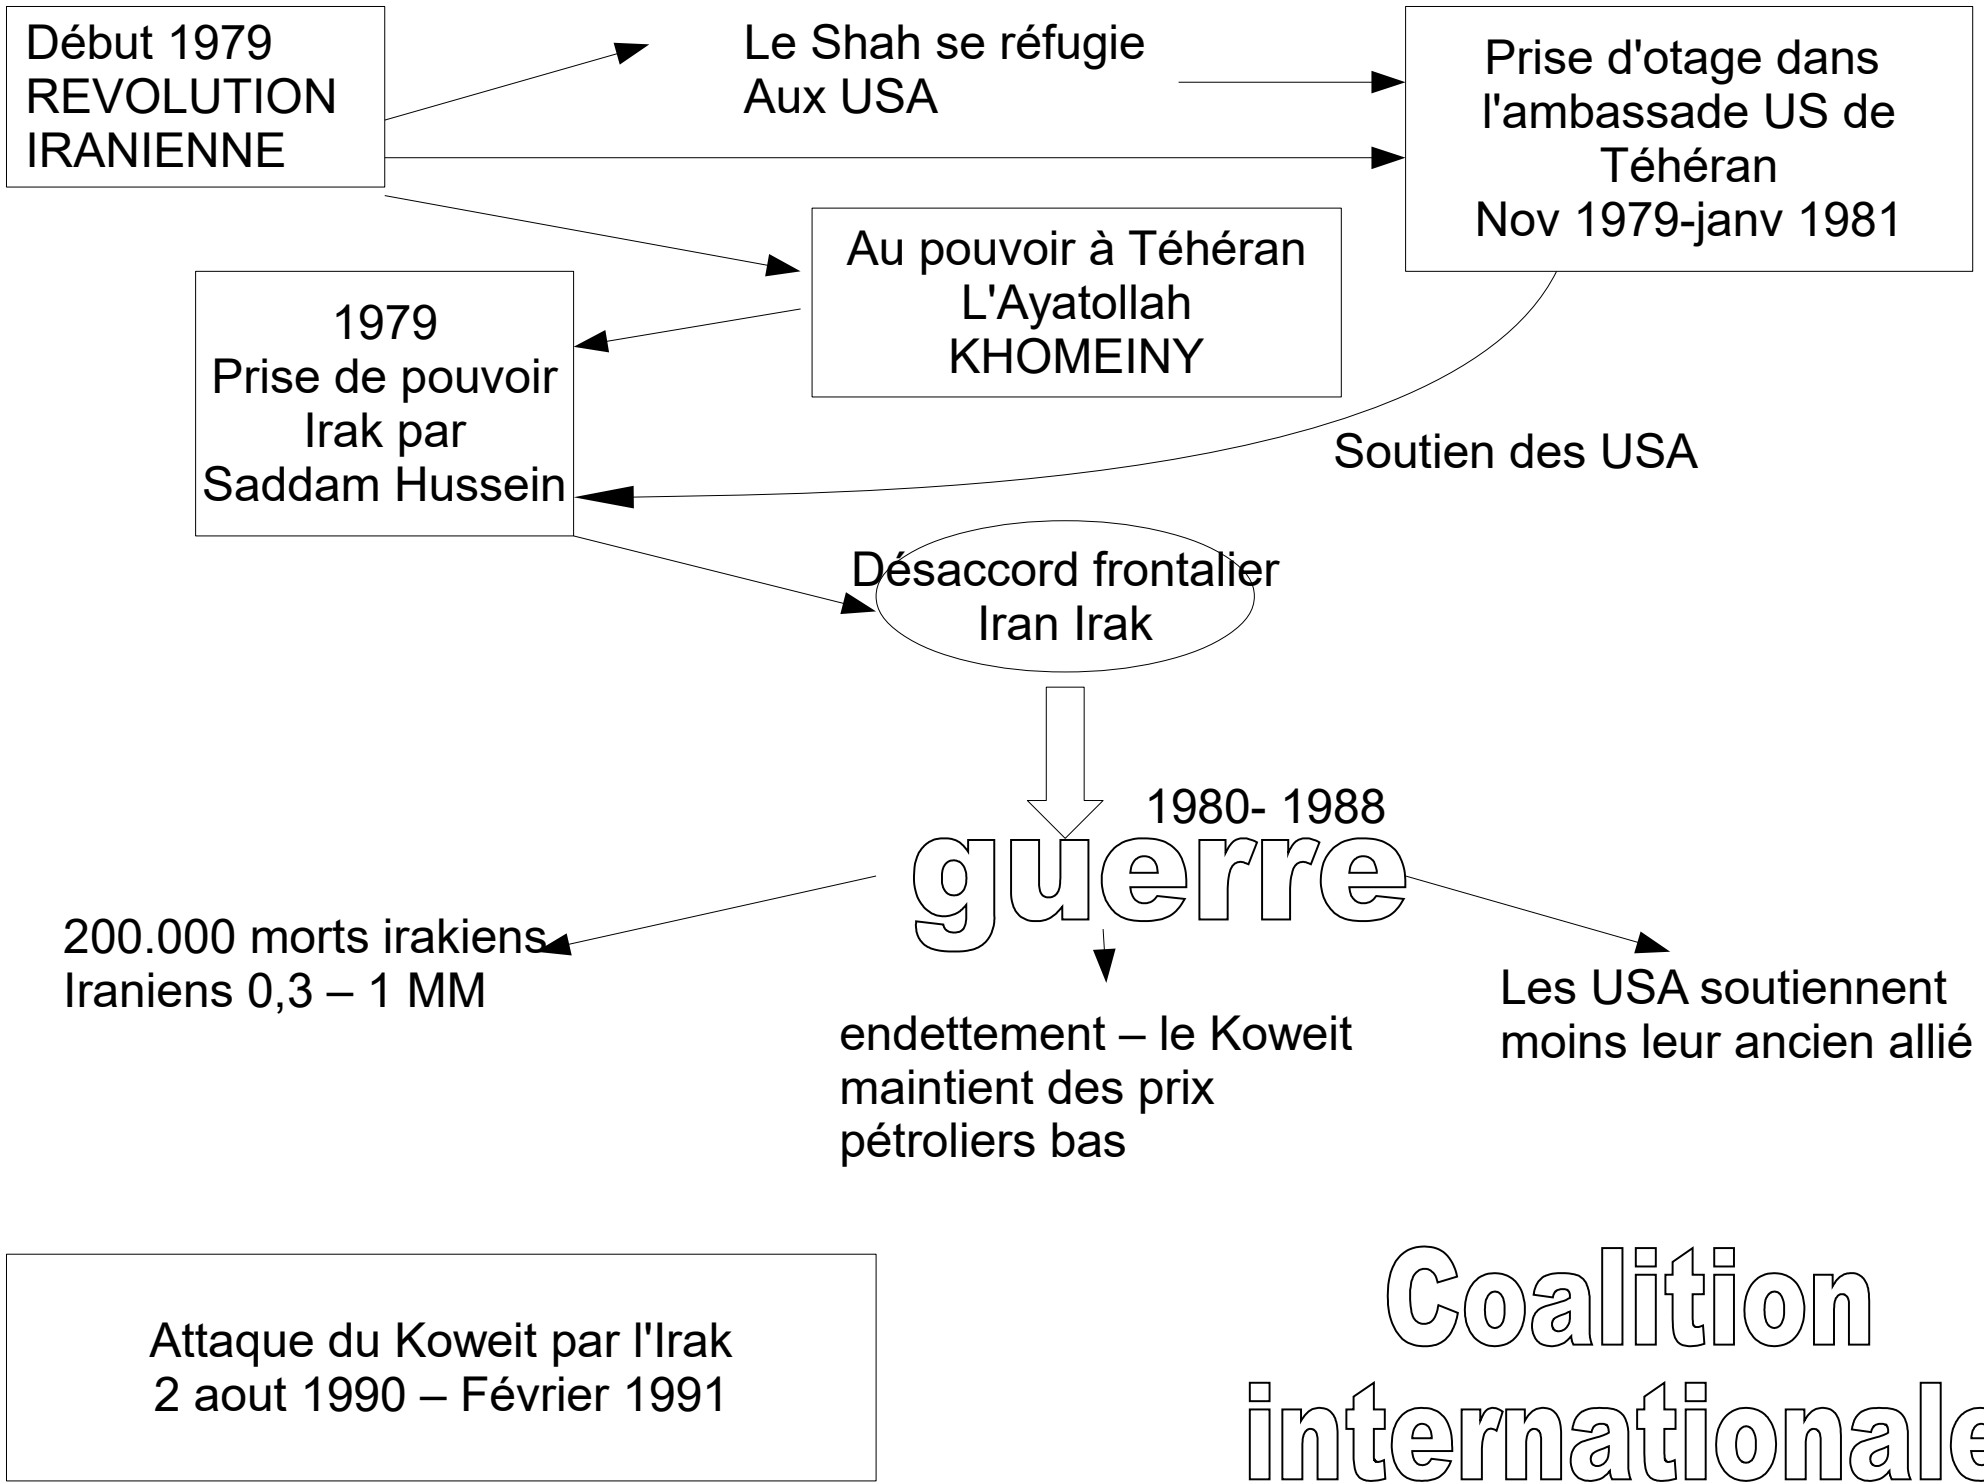 Début 1979
REVOLUTION
IRANIENNE
Le Shah se réfugie
Aux USA
Prise d'otage dans
l'ambassade US de
Téhéran
Nov 1979-janv 1981
Au pouvoir à Téhéran
L'Ayatollah
KHOMEINY
1979
Prise de pouvoir
Irak par
Saddam Hussein
Soutien des USA
Désaccord frontalier
Iran Irak
1980- 1988
guerre
200.000 morts irakiens
Iraniens 0,3 – 1 MM
Les USA soutiennent
moins leur ancien allié
endettement – le Koweit
maintient des prix
pétroliers bas
Attaque du Koweit par l'Irak
2 aout 1990 – Février 1991
Coalition
internationale